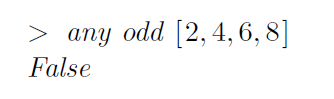 > any odd [2, 4, 6, 8]
False